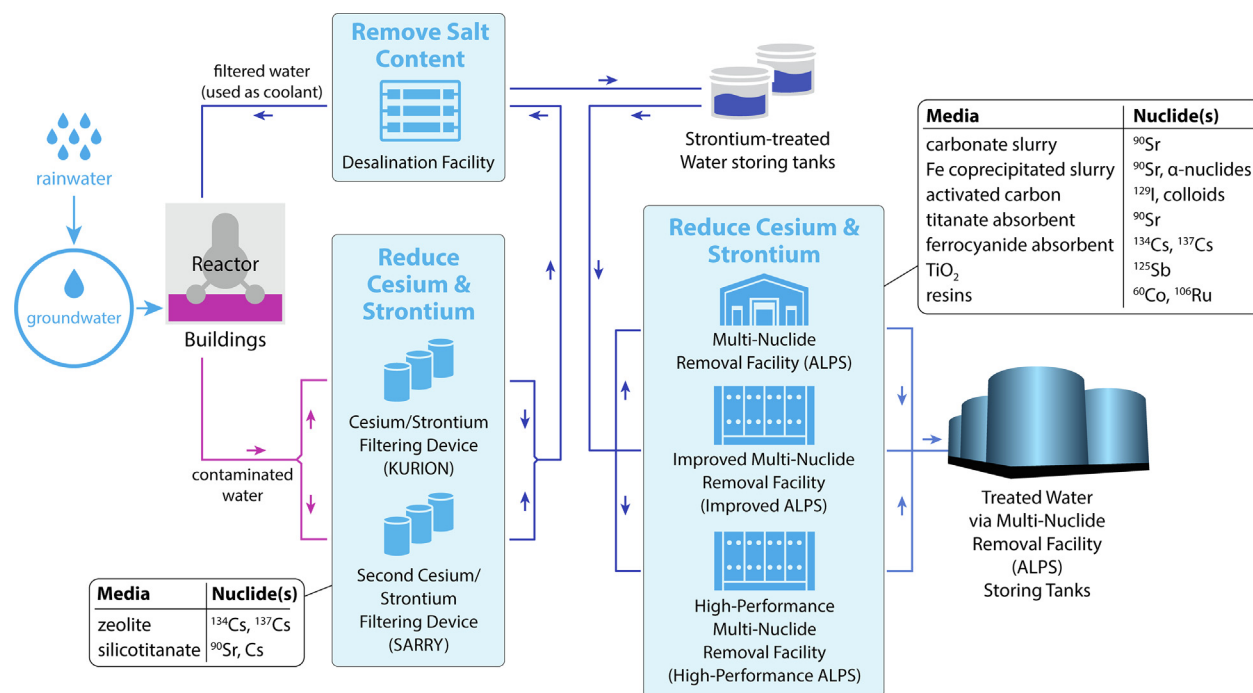 Remove Salt
Content
Desalination Facility
filtered water
(used as coolant)
rainwater
groundwater
Reactor
Buildings
contaminated
water
Reduce
Cesium &
Strontium
Cesium/Strontium
Filtering Device
(KURION)
Second Cesium/
Strontium
Filtering Device
(SARRY)
Media Nuclide(s)
zeolite ¹³⁴Cs, ¹³⁷Cs
silicotitanate ⁹⁰Sr, Cs
Strontium-treated
Water storing tanks
Reduce Cesium &
Strontium
Multi-Nuclide
Removal Facility (ALPS)
Improved Multi-Nuclide
Removal Facility
(Improved ALPS)
High-Performance
Multi-Nuclide
Removal Facility
(High-Performance ALPS)
Media Nuclide(s)
carbonate slurry ⁹⁰Sr
Fe coprecipitated slurry ⁹⁰Sr, α-nuclides
activated carbon ¹²⁹I, colloids
titanate absorbent ⁹⁰Sr
ferrocyanide absorbent ¹³⁴Cs, ¹³⁷Cs
TiO₂ ¹²⁵Sb
resins ⁶⁰Co, ¹⁰⁶Ru
Treated Water
via Multi-Nuclide
Removal Facility
(ALPS)
Storing Tanks